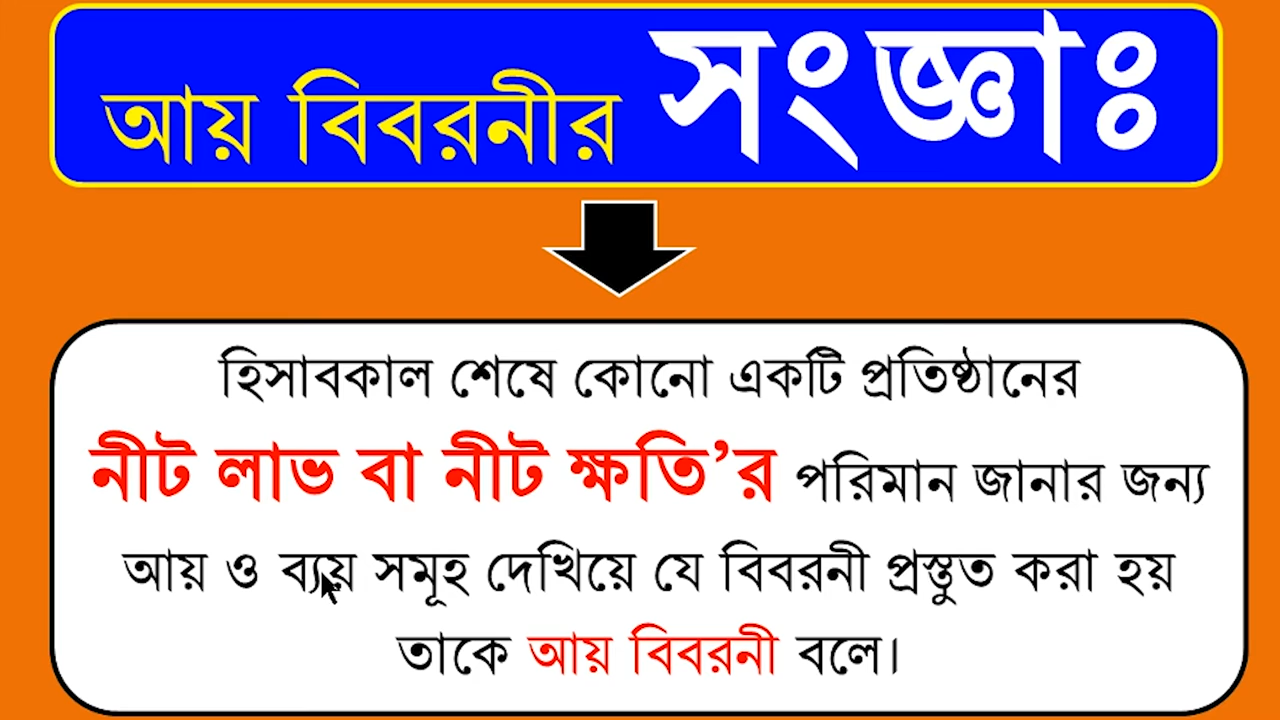 আয় বিবরনীর সংজ্ঞাঃ
হিসাবকাল শেষে কোনো একটি প্রতিষ্ঠানের
নীট লাভ বা নীট ক্ষতি’র পরিমান জানার জন্য
আয় ও ব্যয় সমূহ দেখিয়ে যে বিবরনী প্রস্তুত করা হয়
তাকে আয় বিবরনী বলে।